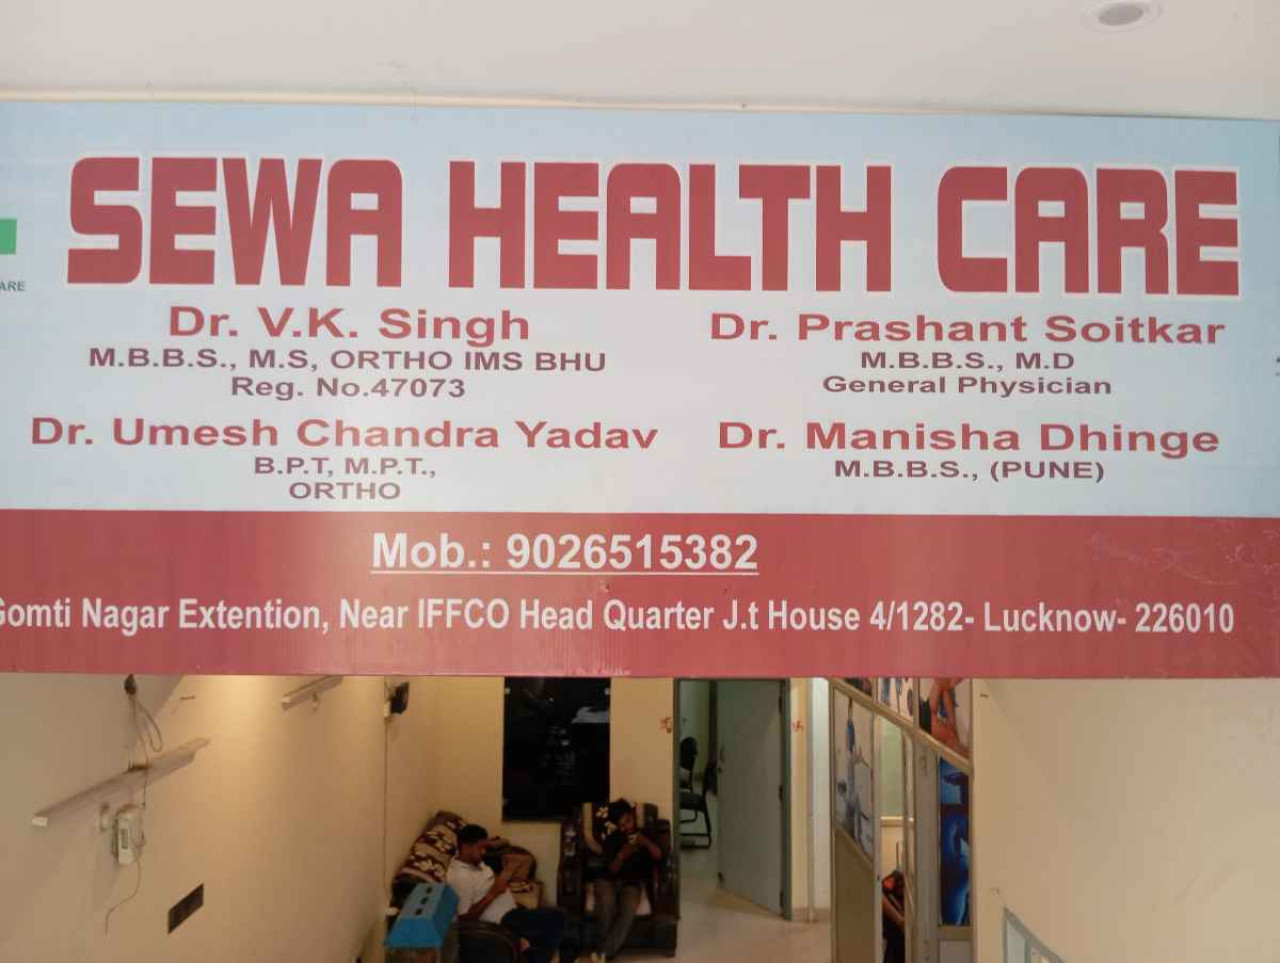 SEWA HEALTH CARE
ARE
Dr. V.K. Singh
M.B.B.S., M.S, ORTHO IMS BHU
Reg. No.47073
Dr. Prashant Soitkar
M.B.B.S., M.D
General Physician
Dr. Umesh Chandra Yadav
B.P.T, M.P.T.,
ORTHO
Dr. Manisha Dhinge
M.B.B.S., (PUNE)
Mob.: 9026515382
Gomti Nagar Extention, Near IFFCO Head Quarter J.t House 4/1282- Lucknow- 226010